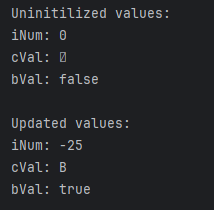 Uninitilized values:
iNum: 0
cVal: 
bVal: false

Updated values:
iNum: -25
cVal: B
bVal: true